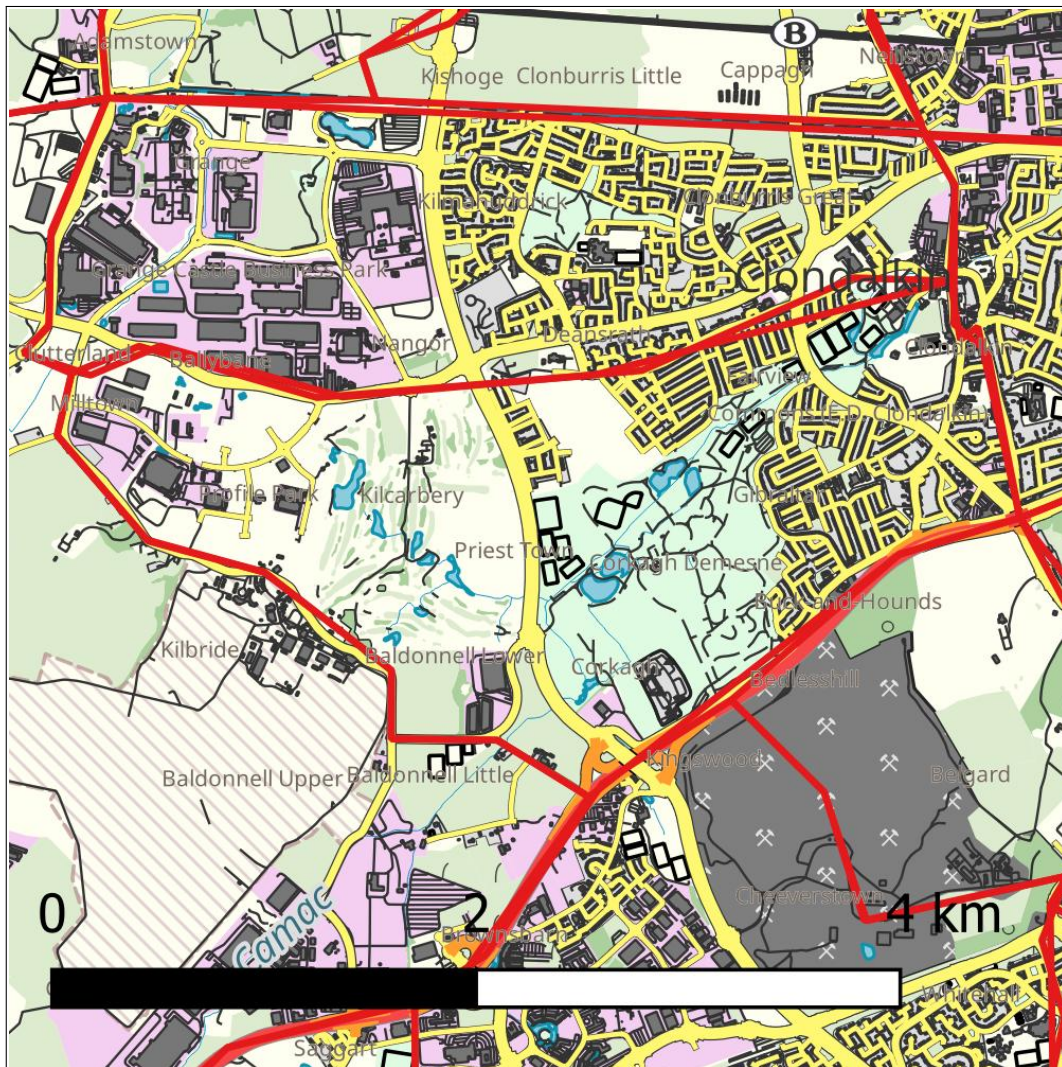 B
Adamstown
Neilstown
Kishoge
Clonburris Little
Cappagh
Grange
Kilmahuddrick
Clonburris Great
Grange Castle Business Park
Clondalkin
Nangor
Deansrath
Clutterland
Ballybane
Clondalkin
Fairview
Milltown
Commons (E.D. Clondalkin)
Profile Park
Kilcarbery
Gibraltar
Priest Town
Corkagh Demesne
Buck-and-Hounds
Kilbride
Baldonnell Lower
Corkagh
Bedlesshill
Kingswood
Baldonnell Upper
Baldonnell Little
Belgard
Cheeverstown
0
2
4 km
Camac
Brownsbarn
Whitehall
Saggart